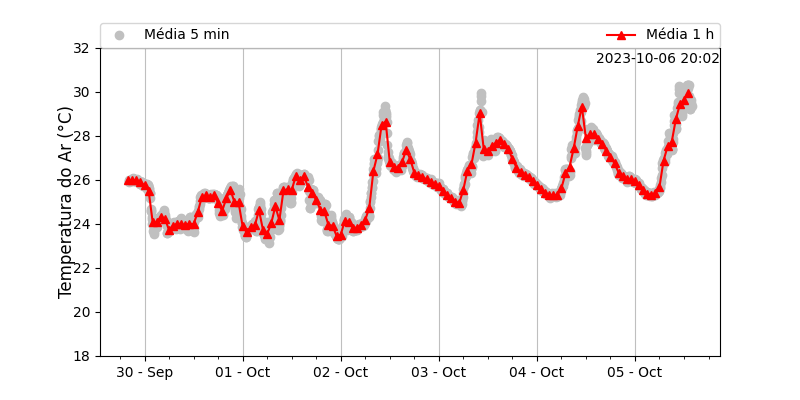 Média 5 min
Média 1 h
2023-10-06 20:02
Temperatura do Ar (°C)
32
30
28
26
24
22
20
18
30 - Sep
01 - Oct
02 - Oct
03 - Oct
04 - Oct
05 - Oct